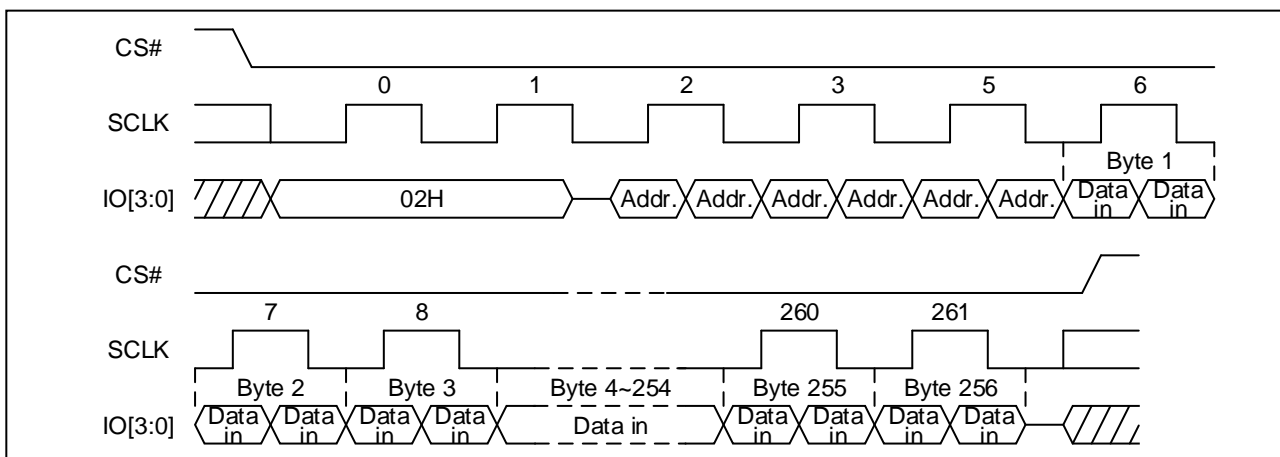 CS#
0 1 2 3 5 6
SCLK
Byte 1
IO[3:0] 02H Addr. Addr. Addr. Addr. Addr. Addr. Data in Data in
CS#
7 8 260 261
SCLK
Byte 2 Byte 3 Byte 4~254 Byte 255 Byte 256
IO[3:0] Data in Data in Data in Data in Data in Data in Data in Data in Data in